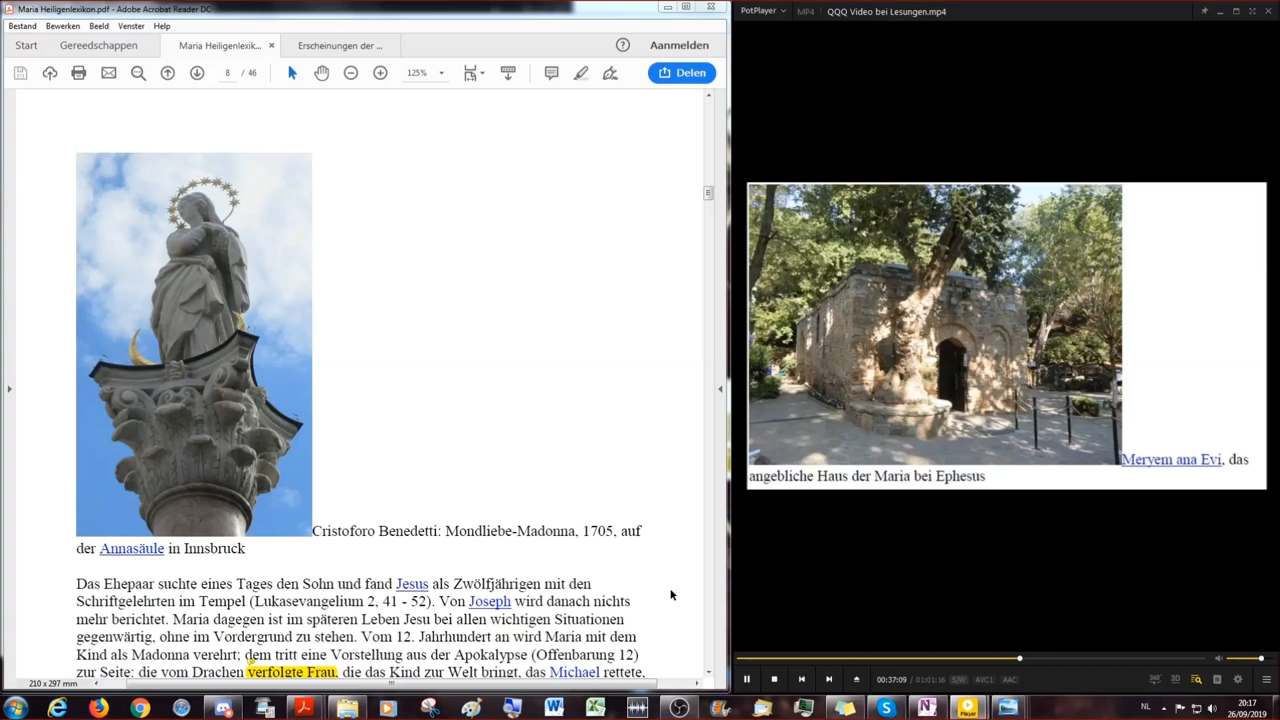 Maria Heiligenlexikon.pdf - Adobe Acrobat Reader DC
Bestand Bewerken Beeld Venster Help
Start Gereedschappen Maria Heiligenlexik... × Erscheinungen der ... Aanmelden
8 / 46 125% Delen
Cristoforo Benedetti: Mondliebe-Madonna, 1705, auf
der Annasäule in Innsbruck
Das Ehepaar suchte eines Tages den Sohn und fand Jesus als Zwölfjährigen mit den
Schriftgelehrten im Tempel (Lukasevangelium 2, 41 - 52). Von Joseph wird danach nichts
mehr berichtet. Maria dagegen ist im späteren Leben Jesu bei allen wichtigen Situationen
gegenwärtig, ohne im Vordergrund zu stehen. Vom 12. Jahrhundert an wird Maria mit dem
Kind als Madonna verehrt; dem tritt eine Vorstellung aus der Apokalypse (Offenbarung 12)
zur Seite: die vom Drachen verfolgte Frau, die das Kind zur Welt bringt, das Michael rettete,
210 x 297 mm
PotPlayer MP4 QQQ Video bei Lesungen.mp4
Meryem ana Evi, das
angebliche Haus der Maria bei Ephesus
00:37:09 / 01:01:16 S/W AVC1 AAC
360° 3D
NL
20:17
26/09/2019